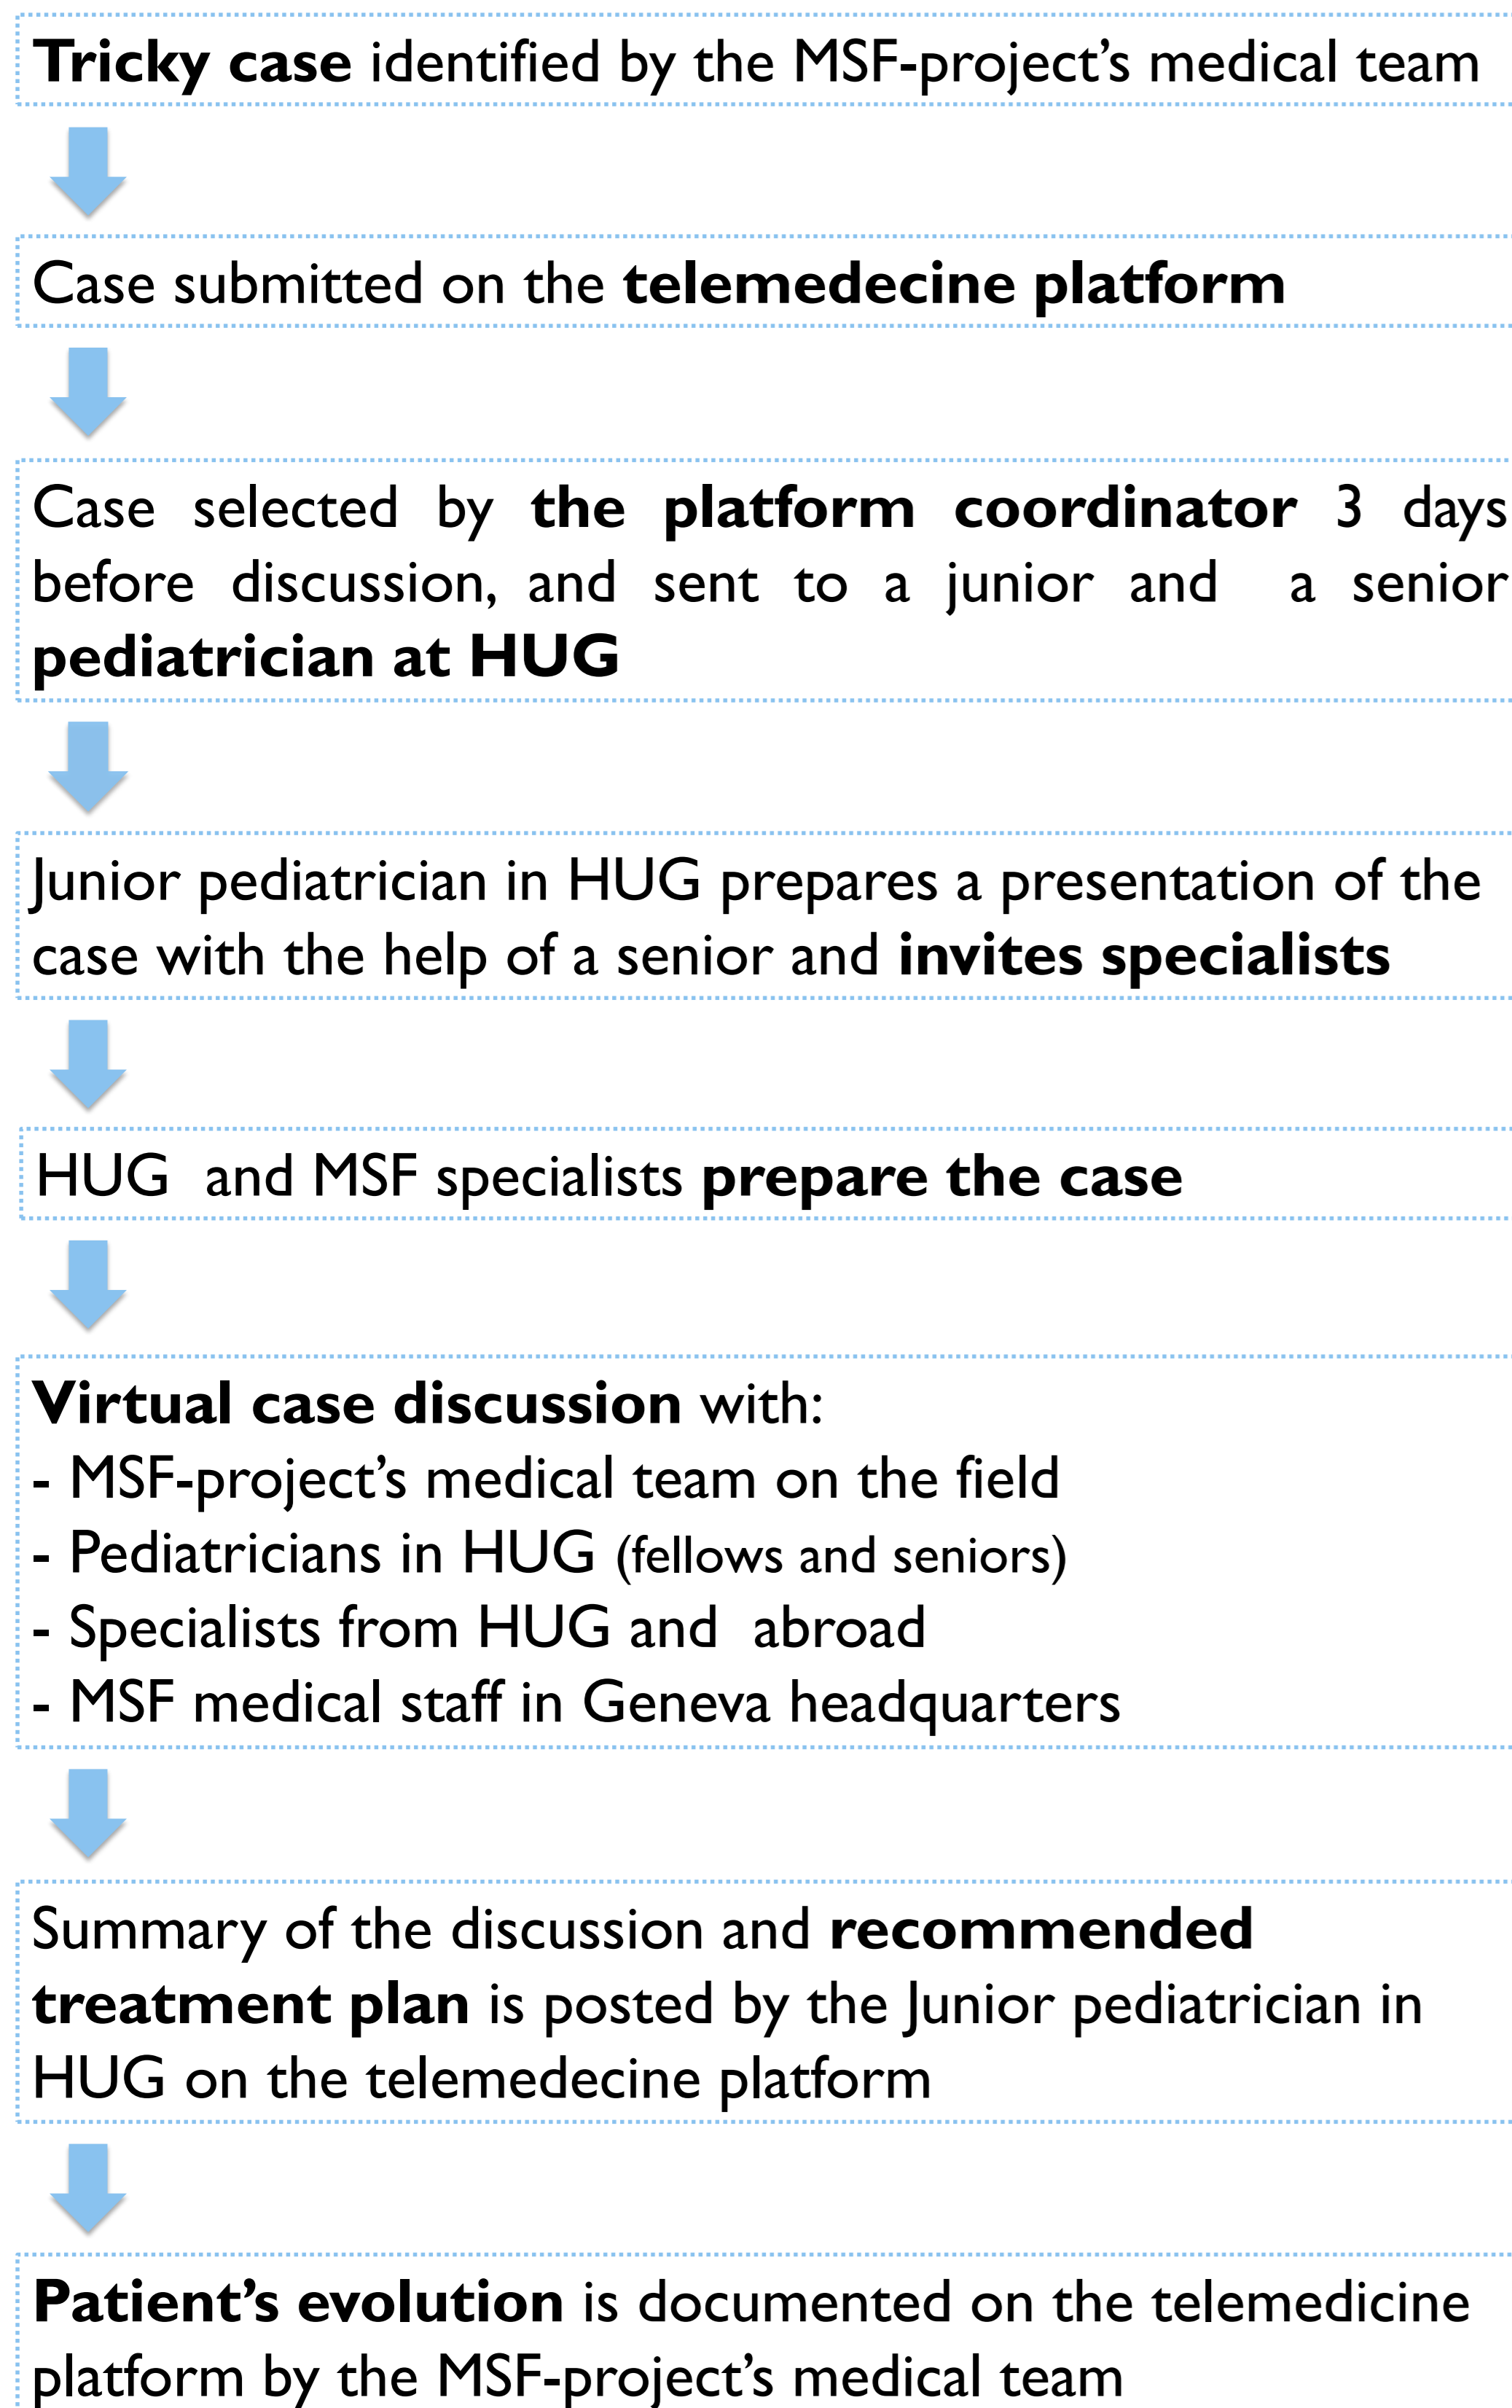 Tricky case identified by the MSF-project’s medical team
Case submitted on the telemedecine platform
Case selected by the platform coordinator 3 days
before discussion, and sent to a junior and a senior
pediatrician at HUG
Junior pediatrician in HUG prepares a presentation of the
case with the help of a senior and invites specialists
HUG and MSF specialists prepare the case
Virtual case discussion with:
- MSF-project’s medical team on the field
- Pediatricians in HUG (fellows and seniors)
- Specialists from HUG and abroad
- MSF medical staff in Geneva headquarters
Summary of the discussion and recommended
treatment plan is posted by the Junior pediatrician in
HUG on the telemedecine platform
Patient’s evolution is documented on the telemedicine
platform by the MSF-project’s medical team